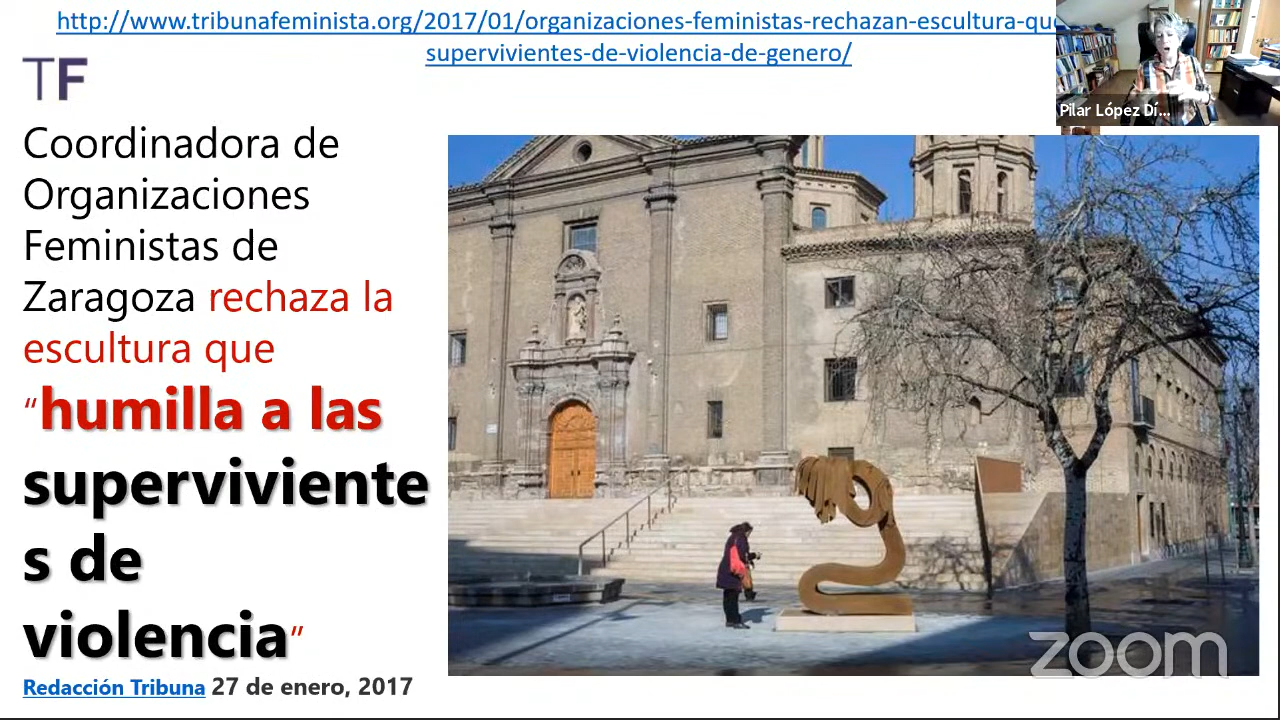 http://www.tribunafeminista.org/2017/01/organizaciones-feministas-rechazan-escultura-que
supervivientes-de-violencia-de-genero/
Pilar López Dí...
TF
Coordinadora de
Organizaciones
Feministas de
Zaragoza rechaza la
escultura que
“humilla a las
superviviente
s de
violencia”
Redacción Tribuna 27 de enero, 2017
zoom